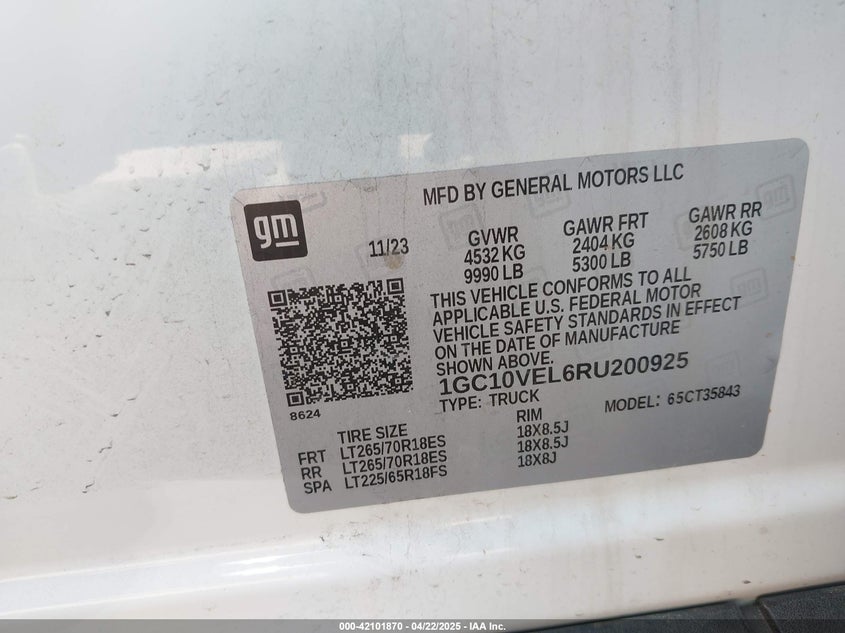 MFD BY GENERAL MOTORS LLC
gm
11/23
GVWR
4532 KG
9990 LB
GAWR FRT
2404 KG
5300 LB
GAWR RR
2608 KG
5750 LB
THIS VEHICLE CONFORMS TO ALL
APPLICABLE U.S. FEDERAL MOTOR
VEHICLE SAFETY STANDARDS IN EFFECT
ON THE DATE OF MANUFACTURE
SHOWN ABOVE.
1GC10VEL6RU200925
TYPE: TRUCK
MODEL: 65CT35843
8624
TIRE SIZE RIM
FRT LT265/70R18ES 18X8.5J
RR LT265/70R18ES 18X8.5J
SPA LT225/65R18FS 18X8J
000-42101870 - 04/22/2025 - IAA Inc.